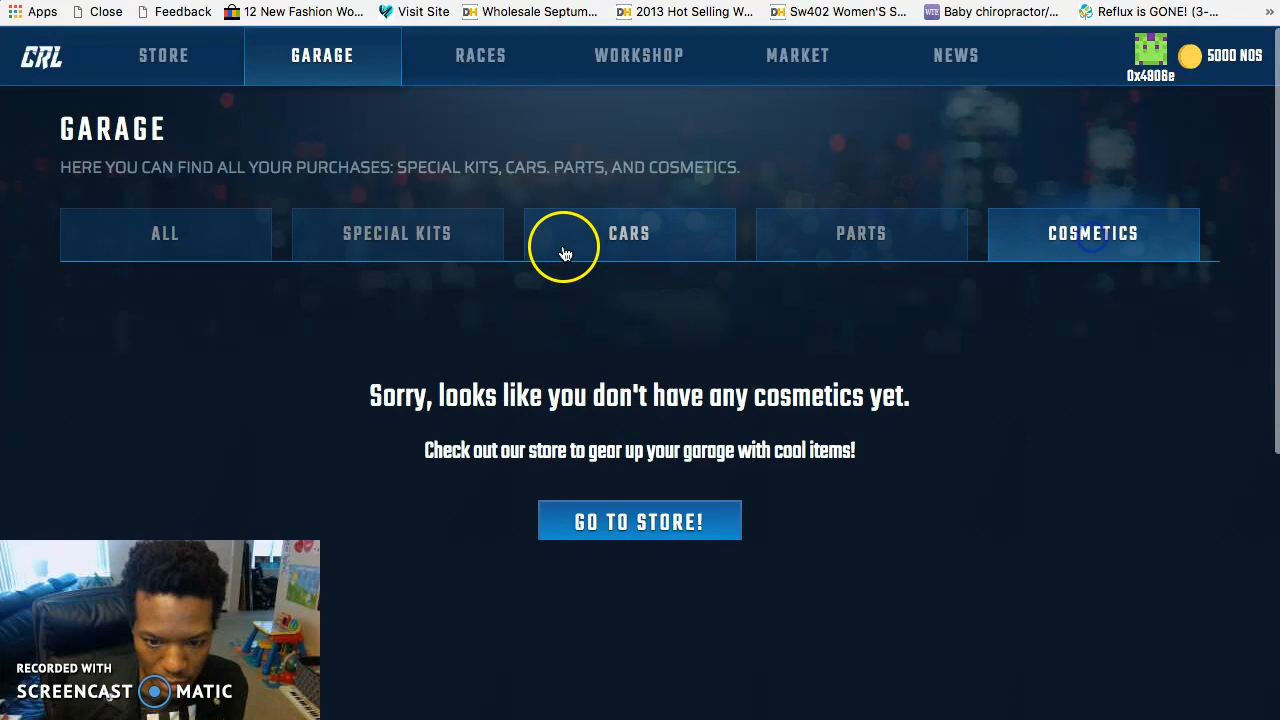 Apps Close Feedback 12 New Fashion Wo... Visit Site DH Wholesale Septum... DH 2013 Hot Selling W... DH Sw402 Women'S S... WTE Baby chiropractor/... Reflux is GONE! (3-... »
CRL STORE GARAGE RACES WORKSHOP MARKET NEWS 5000 NOS
0x4906e
GARAGE
HERE YOU CAN FIND ALL YOUR PURCHASES: SPECIAL KITS, CARS. PARTS, AND COSMETICS.
ALL SPECIAL KITS CARS PARTS COSMETICS
Sorry, looks like you don't have any cosmetics yet.
Check out our store to gear up your garage with cool items!
GO TO STORE!
RECORDED WITH
SCREENCAST MATIC